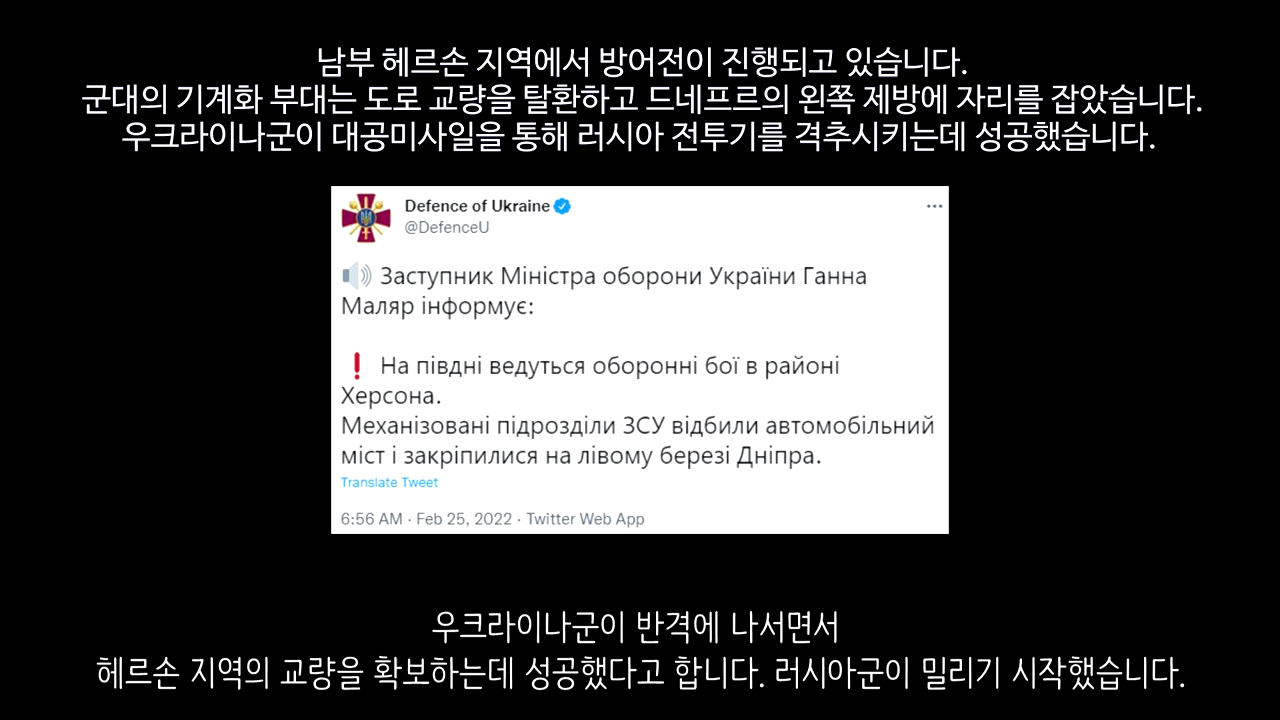 남부 헤르손 지역에서 방어전이 진행되고 있습니다.
군대의 기계화 부대는 도로 교량을 탈환하고 드네프르의 왼쪽 제방에 자리를 잡았습니다.
우크라이나군이 대공미사일을 통해 러시아 전투기를 격추시키는데 성공했습니다.
Defence of Ukraine
@DefenceU
Заступник Міністра оборони України Ганна
Маляр інформує:
❗ На півдні ведуться оборонні бої в районі
Херсона.
Механізовані підрозділи ЗСУ відбили автомобільний
міст і закріпилися на лівому березі Дніпра.
Translate Tweet
6:56 AM · Feb 25, 2022 · Twitter Web App
우크라이나군이 반격에 나서면서
헤르손 지역의 교량을 확보하는데 성공했다고 합니다. 러시아군이 밀리기 시작했습니다.